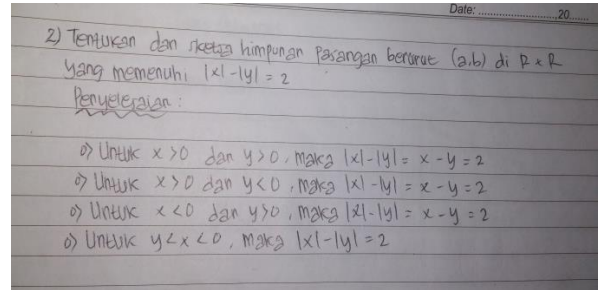 Date: ..........................20.......
2) Tentukan dan sketsa himpunan pasangan berurut (a,b) di R x R
yang memenuhi |x|-|y| = 2
Penyelesaian :
o) Untuk x >0 dan y>0, maka |x|-|y| = x - y = 2
o) Untuk x>0 dan y<0, maka |x|-|y| = x - y = 2
o) Untuk x <0 dan y>0, maka |x|-|y| = x - y = 2
o) Untuk y<x<0, maka |x|-|y| = 2